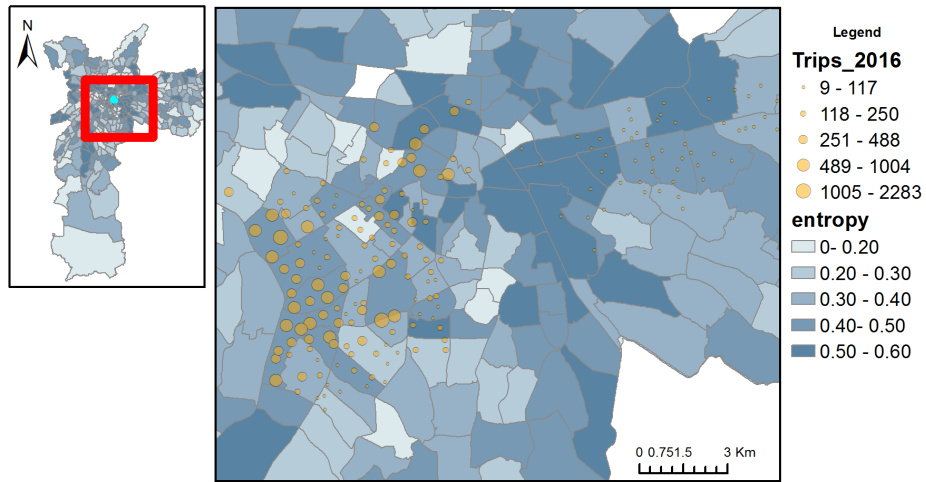 N
Legend
Trips_2016
9 - 117
118 - 250
251 - 488
489 - 1004
1005 - 2283
entropy
0- 0.20
0.20 - 0.30
0.30 - 0.40
0.40- 0.50
0.50 - 0.60
0 0.751.5 3 Km